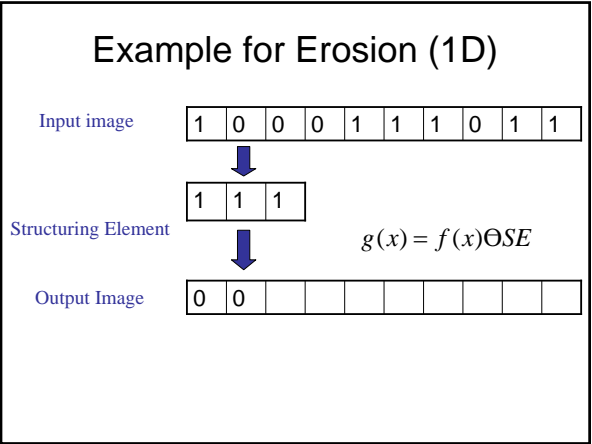 Example for Erosion (1D)
Input image 1 0 0 0 1 1 1 0 1 1
1 1 1
Structuring Element
g(x) = f(x)ΘSE
Output Image 0 0